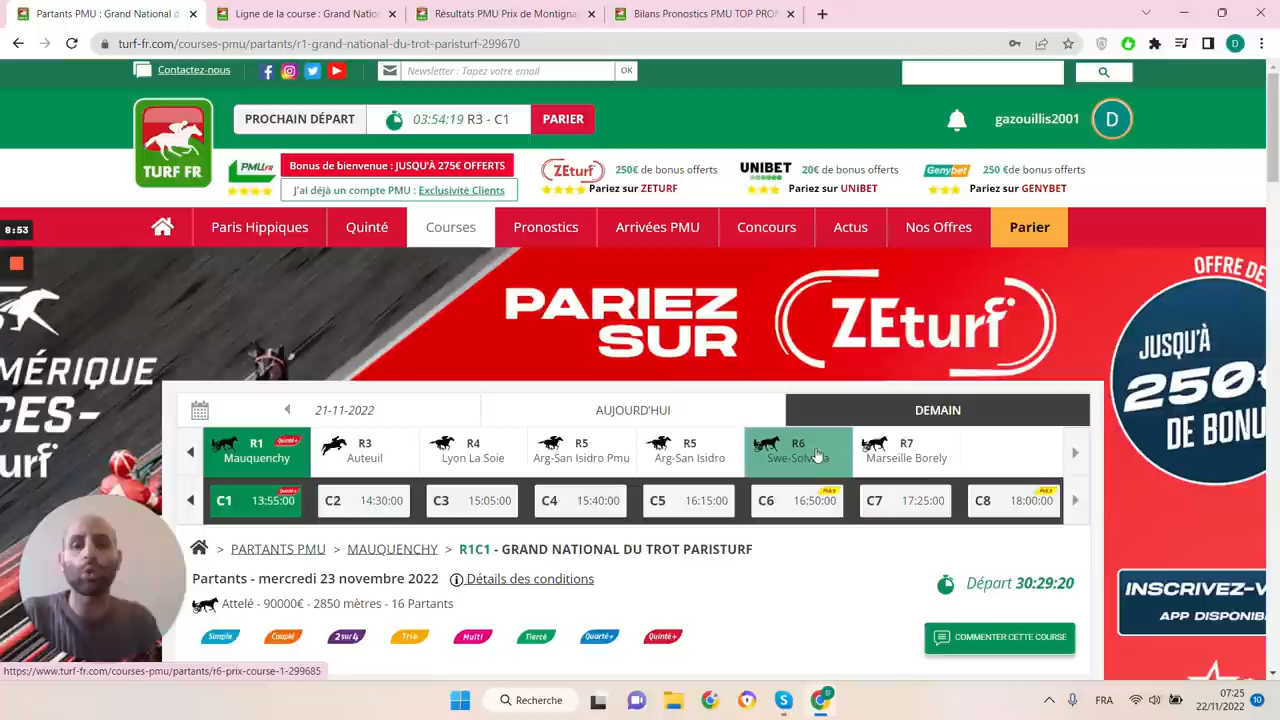 PMU Partants PMU : Grand National d
Ligne de la course : Grand Nation
Résultats PMU Prix de Montignan
Bilans Pronostics PMU TOP PRON
turf-fr.com/courses-pmu/partants/r1-grand-national-du-trot-pariturf-299670
Contactez-nous
Newsletter : Tapez votre email
OK
PROCHAIN DÉPART
03:54:19 R3 - C1
PARIER
gazouillis2001
D
TURF FR
PMU.FR
Bonus de bienvenue : JUSQU'À 275€ OFFERTS
J'ai déjà un compte PMU : Exclusivité Clients
ZEturf
250€ de bonus offerts
Pariez sur ZETURF
UNIBET
20€ de bonus offerts
Pariez sur UNIBET
Genybet
250 € de bonus offerts
Pariez sur GENYBET
8:53
Paris Hippiques
Quinté
Courses
Pronostics
Arrivées PMU
Concours
Actus
Nos Offres
Parier
PARIEZ
SUR
ZEturf
OFFRE DE
JUSQU'À
250€
DE BONU
MÉRIQUE
CES-
urf
21-11-2022
AUJOURD'HUI
DEMAIN
R1 Quinté+
Mauquenchy
R3
Auteuil
R4
Lyon La Soie
R5
Arg-San Isidro Pmu
R5
Arg-San Isidro
R6
R7
Marseille Borely
C1 13:55:00
C2 14:30:00
C3 15:05:00
C4 15:40:00
C5 16:15:00
C6 16:50:00
C7 17:25:00
C8 18:00:00
> PARTANTS PMU > MAUQUENCHY > R1C1 - GRAND NATIONAL DU TROT PARISTURF
Partants - mercredi 23 novembre 2022 Détails des conditions
Départ 30:29:20
Attelé - 90000€ - 2850 mètres - 16 Partants
Simple
Couplé
2sur4
Trio
Multi
Tiercé
Quarté+
Quinté+
COMMENTER CETTE COURSE
INSCRIVEZ-V
APP DISPONIB
https://www.turf-fr.com/courses-pmu/partants/r6-prix-course-1-299685
Recherche
FRA
07:25
22/11/2022
10